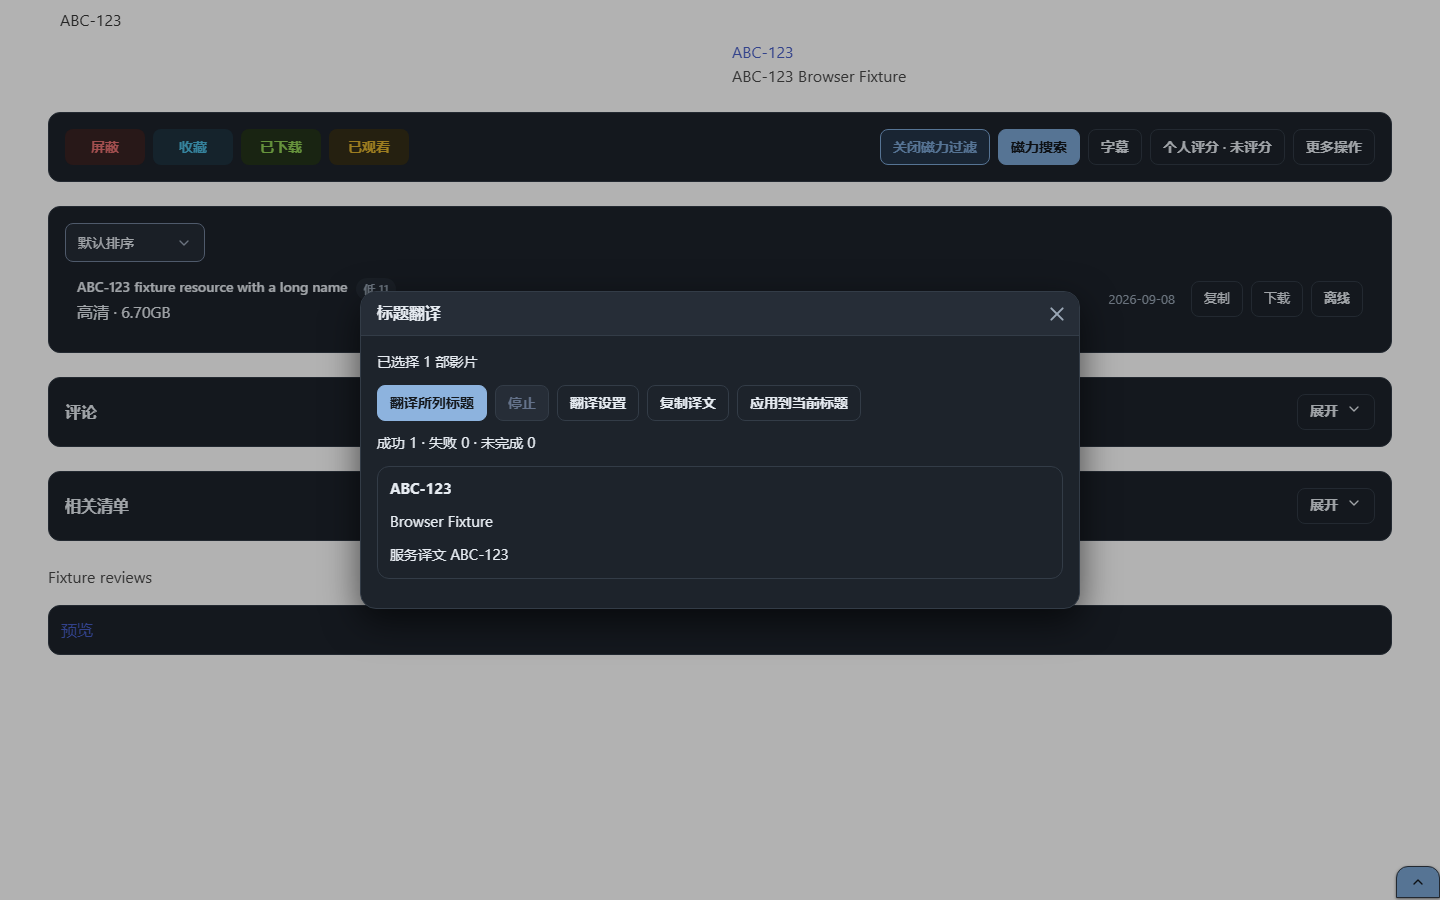 ABC-123
ABC-123
ABC-123 Browser Fixture
屏蔽 收藏 已下载 已观看 关闭磁力过滤 磁力搜索 字幕 个人评分 · 未评分 更多操作
默认排序
ABC-123 fixture resource with a long name 低 11
高清 · 6.70GB
2026-09-08 复制 下载 离线
标题翻译
已选择 1 部影片
翻译所列标题 停止 翻译设置 复制译文 应用到当前标题
成功 1 · 失败 0 · 未完成 0
ABC-123
Browser Fixture
服务译文 ABC-123
评论 展开
相关清单 展开
Fixture reviews
预览